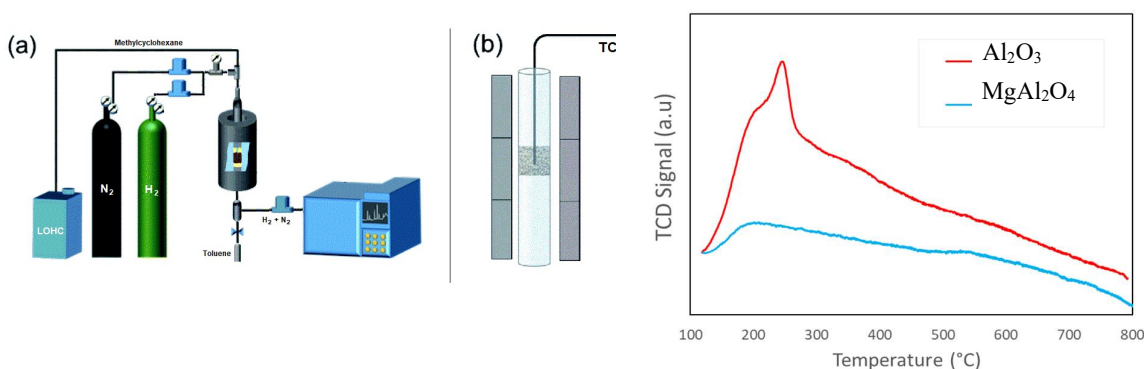 (a)
Methylcyclohexane
N2
H2
LOHC
H2 + N2
Toluene
(b)
TC
Al2O3
MgAl2O4
TCD Signal (a.u)
100 200 300 400 500 600 700 800
Temperature (°C)